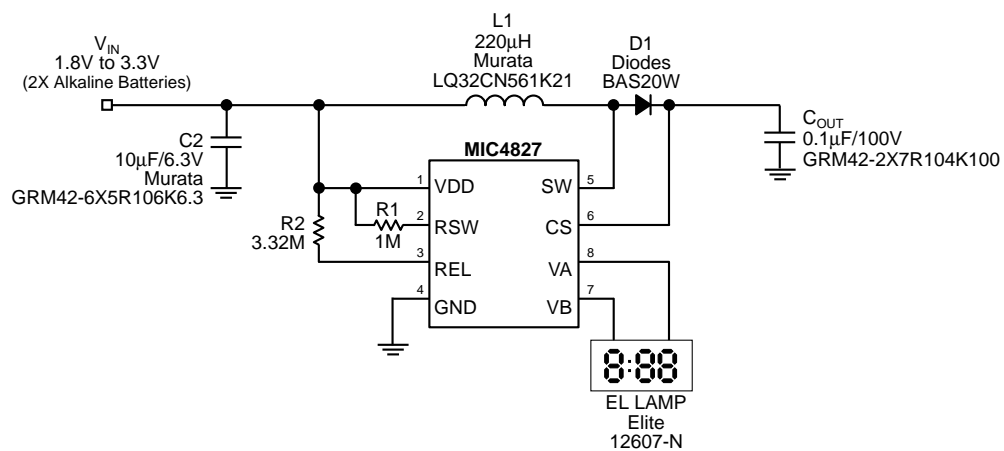 V_IN
1.8V to 3.3V
(2X Alkaline Batteries)
L1
220µH
Murata
LQ32CN561K21
D1
Diodes
BAS20W
C_OUT
0.1µF/100V
GRM42-2X7R104K100
C2
10µF/6.3V
Murata
GRM42-6X5R106K6.3
MIC4827
1 VDD
SW 5
R1
1M
2 RSW
CS 6
R2
3.32M
3 REL
VA 8
4 GND
VB 7
8:88
EL LAMP
Elite
12607-N